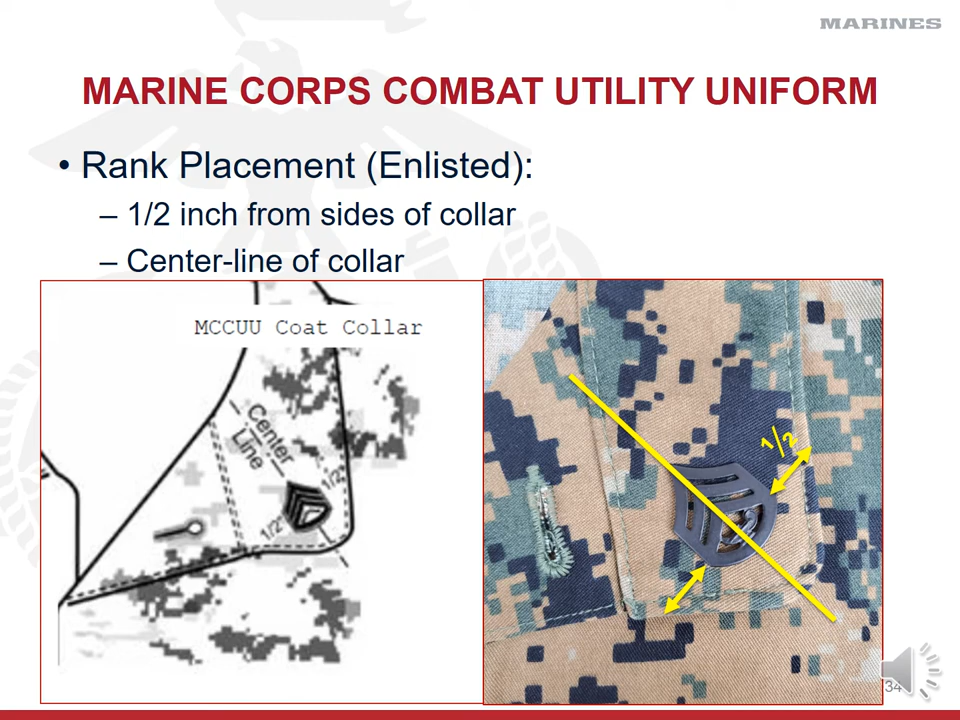 MARINES
MARINE CORPS COMBAT UTILITY UNIFORM
• Rank Placement (Enlisted):
– 1/2 inch from sides of collar
– Center-line of collar
MCCUU Coat Collar
Center
Line
1/2"
1/2"
1/2
34